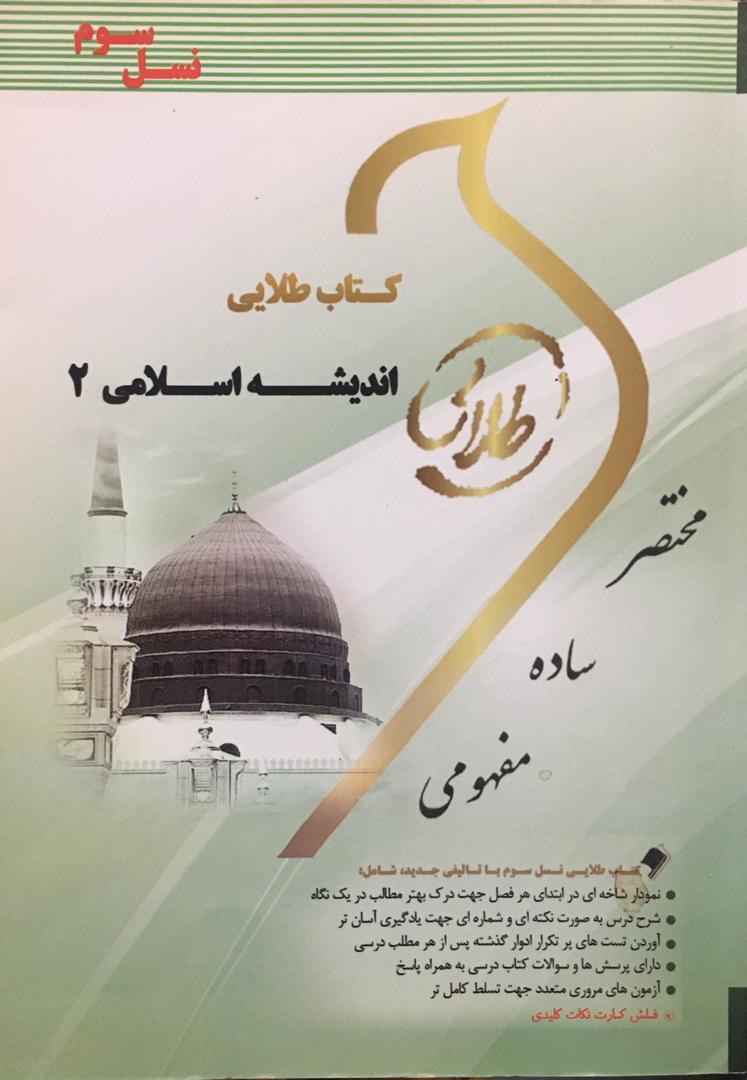 نسل سوم
کتاب طلایی
اندیشه اسلامی ۲
طلایی
مختصر
ساده
مفهومی
کتاب طلایی نسل سوم با تالیفی جدید، شامل:
نمودار شاخه ای در ابتدای هر فصل جهت درک بهتر مطالب در یک نگاه
شرح درس به صورت نکته ای و شماره ای جهت یادگیری آسان تر
آوردن تست های پر تکرار ادوار گذشته پس از هر مطلب درسی
دارای پرسش ها و سوالات کتاب درسی به همراه پاسخ
آزمون های مروری متعدد جهت تسلط کامل تر
فلش کارت نکات کلیدی